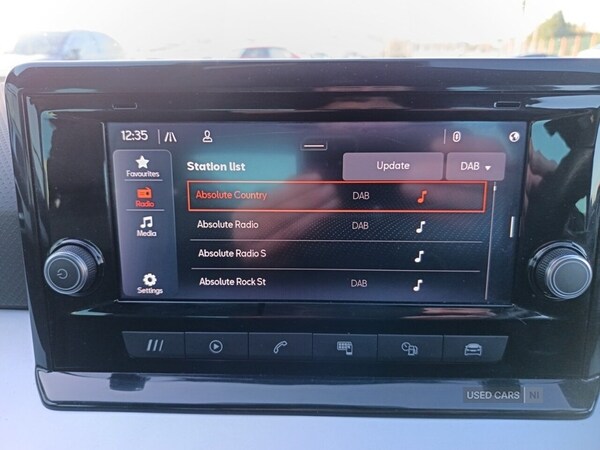 12:35
Favourites
Radio
Media
Settings
Station list
Update
DAB
Absolute Country DAB
Absolute Radio DAB
Absolute Radio S
Absolute Rock St DAB
USED CARS NI